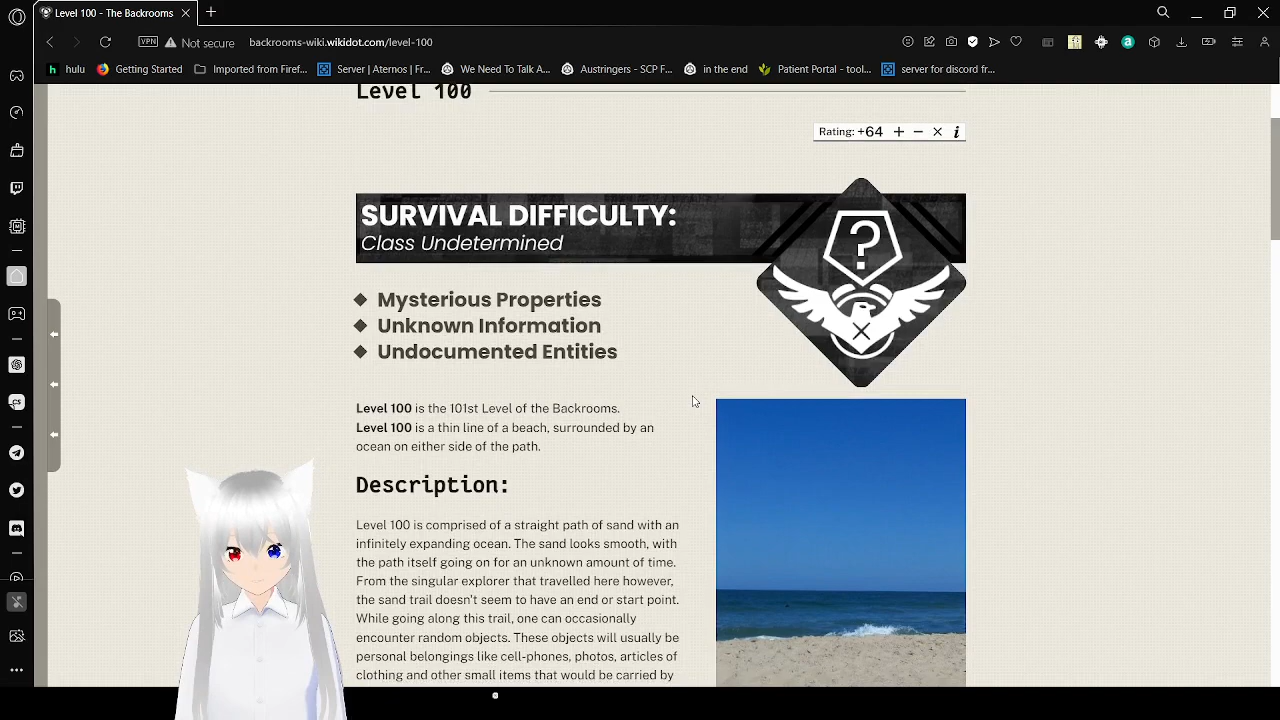 Level 100 - The Backrooms
VPN
Not secure
backrooms-wiki.wikidot.com/level-100
hulu
Getting Started
Imported from Firef...
Server | Aternos | Fr...
We Need To Talk A...
Austringers - SCP F...
in the end
Patient Portal - tool...
server for discord fr...
Level 100
Rating: +64 + − × i
SURVIVAL DIFFICULTY:
Class Undetermined
?
Mysterious Properties
Unknown Information
Undocumented Entities
Level 100 is the 101st Level of the Backrooms.
Level 100 is a thin line of a beach, surrounded by an
ocean on either side of the path.
Description:
Level 100 is comprised of a straight path of sand with an
infinitely expanding ocean. The sand looks smooth, with
the path itself going on for an unknown amount of time.
From the singular explorer that travelled here however,
the sand trail doesn't seem to have an end or start point.
While going along this trail, one can occasionally
encounter random objects. These objects will usually be
personal belongings like cell-phones, photos, articles of
clothing and other small items that would be carried by